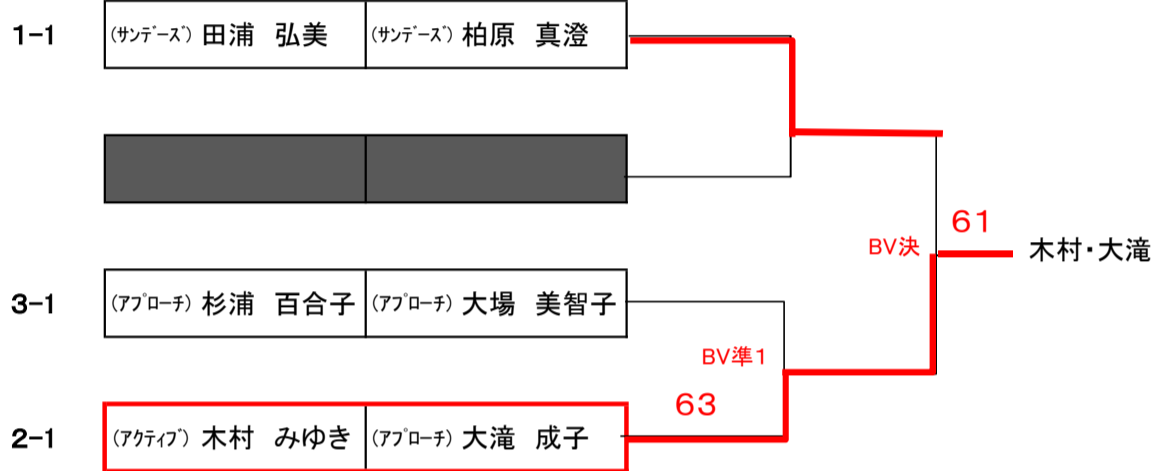 1-1 (サンデーズ) 田浦 弘美 (サンデーズ) 柏原 真澄
61
BV決 木村・大滝
3-1 (アプローチ) 杉浦 百合子 (アプローチ) 大場 美智子
BV準1
63
2-1 (アクティブ) 木村 みゆき (アプローチ) 大滝 成子